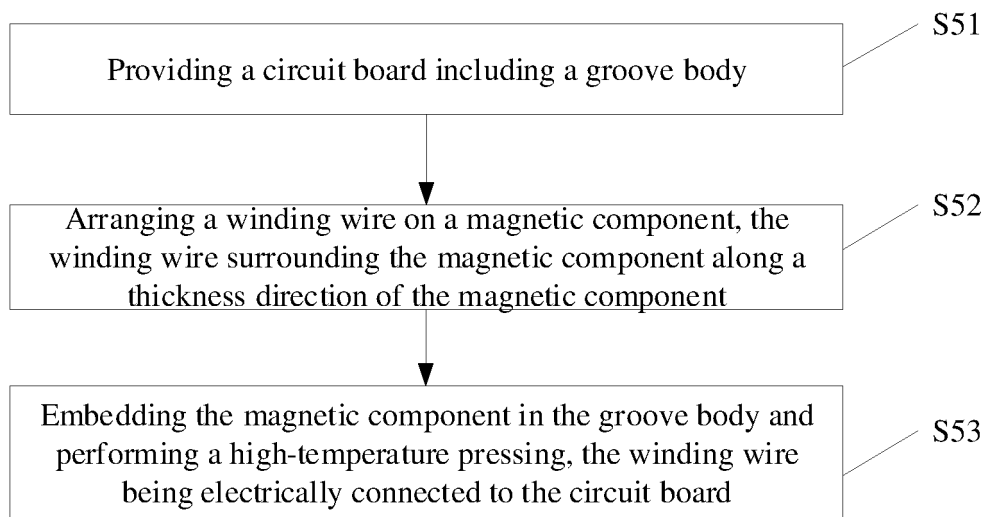 S51
Providing a circuit board including a groove body
S52
Arranging a winding wire on a magnetic component, the
winding wire surrounding the magnetic component along a
thickness direction of the magnetic component
S53
Embedding the magnetic component in the groove body and
performing a high-temperature pressing, the winding wire
being electrically connected to the circuit board